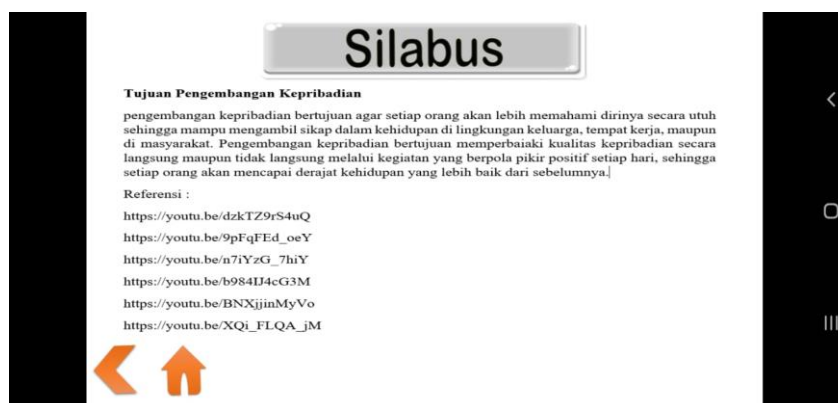 Silabus
Tujuan Pengembangan Kepribadian
pengembangan kepribadian bertujuan agar setiap orang akan lebih memahami dirinya secara utuh
sehingga mampu mengambil sikap dalam kehidupan di lingkungan keluarga, tempat kerja, maupun
di masyarakat. Pengembangan kepribadian bertujuan memperbaiaki kualitas kepribadian secara
langsung maupun tidak langsung melalui kegiatan yang berpola pikir positif setiap hari, sehingga
setiap orang akan mencapai derajat kehidupan yang lebih baik dari sebelumnya.
Referensi :
https://youtu.be/dzkTZ9rS4uQ
https://youtu.be/9pFqFEd_oeY
https://youtu.be/n7iYzG_7hiY
https://youtu.be/b984IJ4cG3M
https://youtu.be/BNXjjinMyVo
https://youtu.be/XQi_FLQA_jM